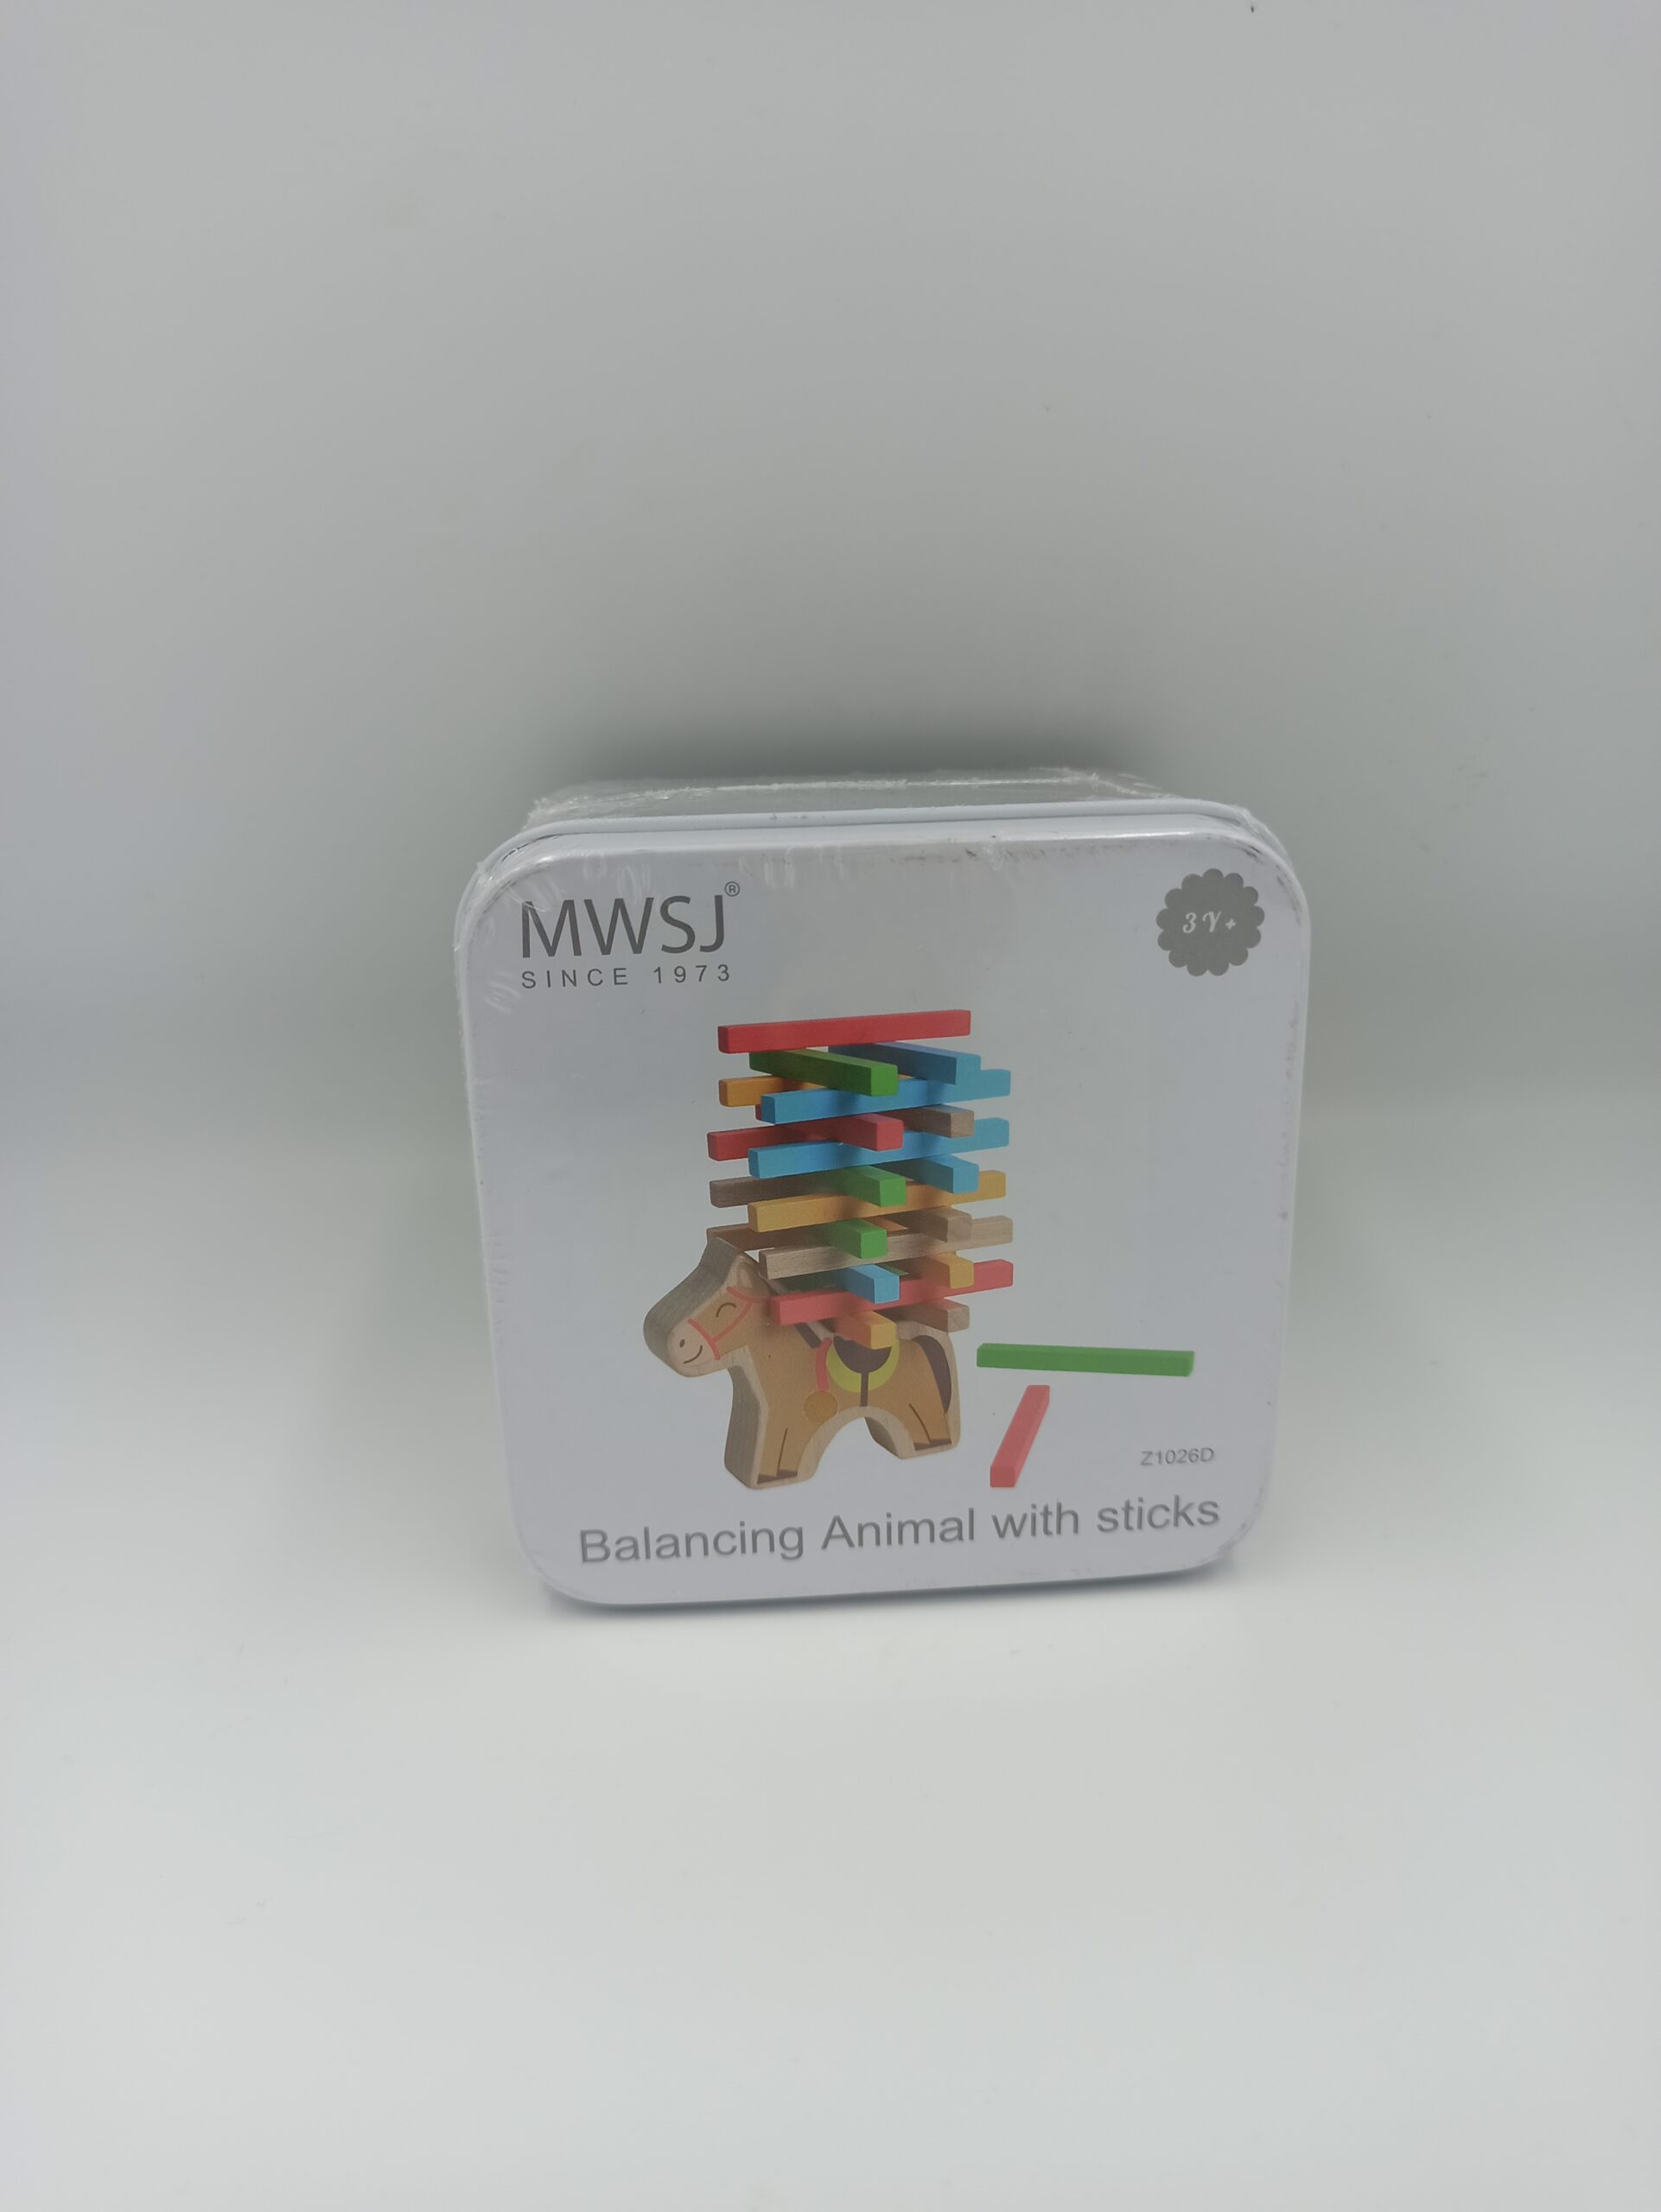 MWSJ®
SINCE 1973
3Y+
Z1026D
Balancing Animal with sticks